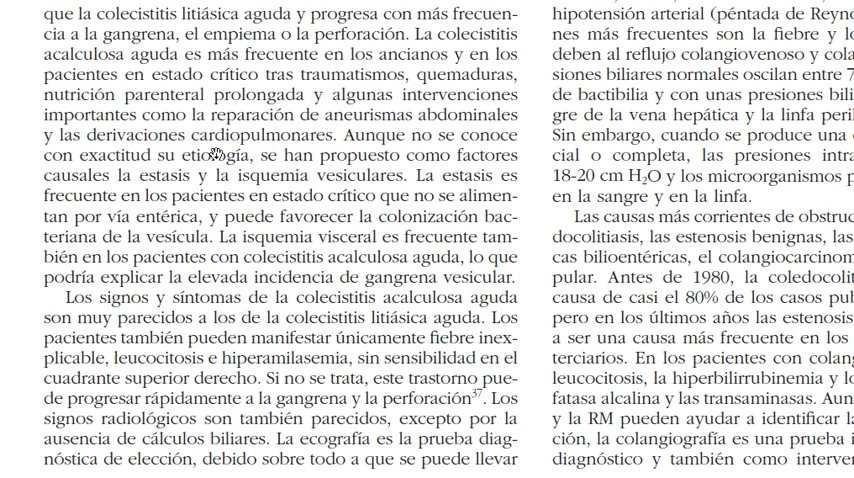 que la colecistitis litiásica aguda y progresa con más frecuen-
cia a la gangrena, el empiema o la perforación. La colecistitis
acalculosa aguda es más frecuente en los ancianos y en los
pacientes en estado crítico tras traumatismos, quemaduras,
nutrición parenteral prolongada y algunas intervenciones
importantes como la reparación de aneurismas abdominales
y las derivaciones cardiopulmonares. Aunque no se conoce
con exactitud su etiología, se han propuesto como factores
causales la estasis y la isquemia vesiculares. La estasis es
frecuente en los pacientes en estado crítico que no se alimen-
tan por vía entérica, y puede favorecer la colonización bac-
teriana de la vesícula. La isquemia visceral es frecuente tam-
bién en los pacientes con colecistitis acalculosa aguda, lo que
podría explicar la elevada incidencia de gangrena vesicular.
Los signos y síntomas de la colecistitis acalculosa aguda
son muy parecidos a los de la colecistitis litiásica aguda. Los
pacientes también pueden manifestar únicamente fiebre inex-
plicable, leucocitosis e hiperamilasemia, sin sensibilidad en el
cuadrante superior derecho. Si no se trata, este trastorno pue-
de progresar rápidamente a la gangrena y la perforación37. Los
signos radiológicos son también parecidos, excepto por la
ausencia de cálculos biliares. La ecografía es la prueba diag-
nóstica de elección, debido sobre todo a que se puede llevar
hipotensión arterial (péntada de Reyno
nes más frecuentes son la fiebre y lo
deben al reflujo colangiovenoso y cola
siones biliares normales oscilan entre 7
de bactibilia y con unas presiones bili
gre de la vena hepática y la linfa peril
Sin embargo, cuando se produce una
cial o completa, las presiones intra
18-20 cm H2O y los microorganismos p
en la sangre y en la linfa.
Las causas más corrientes de obstruc
docolitiasis, las estenosis benignas, las
cas bilioentéricas, el colangiocarcinom
pular. Antes de 1980, la coledocolit
causa de casi el 80% de los casos pub
pero en los últimos años las estenosis
a ser una causa más frecuente en los
terciarios. En los pacientes con colang
leucocitosis, la hiperbilirrubinemia y lo
fatasa alcalina y las transaminasas. Aun
y la RM pueden ayudar a identificar la
ción, la colangiografía es una prueba i
diagnóstico y también como interven